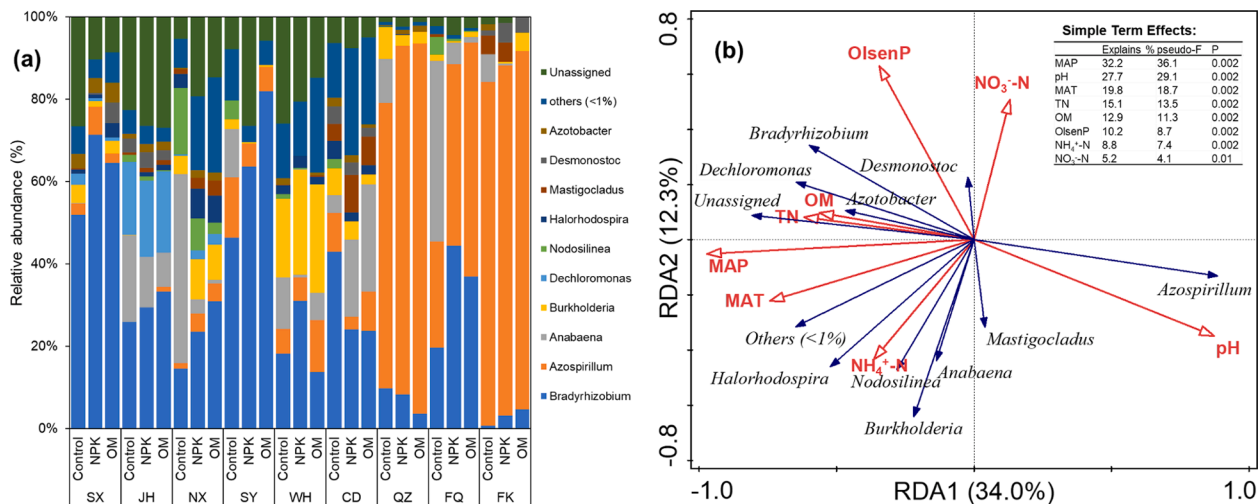 (a)
Relative abundance (%)
100%
80%
60%
40%
20%
0%
Control NPK OM Control NPK OM Control NPK OM Control NPK OM Control NPK OM Control NPK OM Control NPK OM Control NPK OM Control NPK OM
SX JH NX SY WH CD QZ FQ FK
Unassigned
others (<1%)
Azotobacter
Desmonostoc
Mastigocladus
Halorhodospira
Nodosilinea
Dechloromonas
Burkholderia
Anabaena
Azospirillum
Bradyrhizobium
(b)
0.8
RDA2 (12.3%)
-0.8
-1.0
RDA1 (34.0%)
1.0
OlsenP
NO₃⁻-N
Bradyrhizobium
Desmonostoc
Dechloromonas
OM
Azotobacter
Unassigned
TN
MAP
MAT
Azospirillum
Others (<1%)
Mastigocladus
pH
Halorhodospira
NH₄⁺-N
Nodosilinea
Anabaena
Burkholderia
Simple Term Effects:
Explains % pseudo-F P
MAP 32.2 36.1 0.002
pH 27.7 29.1 0.002
MAT 19.8 18.7 0.002
TN 15.1 13.5 0.002
OM 12.9 11.3 0.002
OlsenP 10.2 8.7 0.002
NH₄⁺-N 8.8 7.4 0.002
NO₃⁻-N 5.2 4.1 0.01